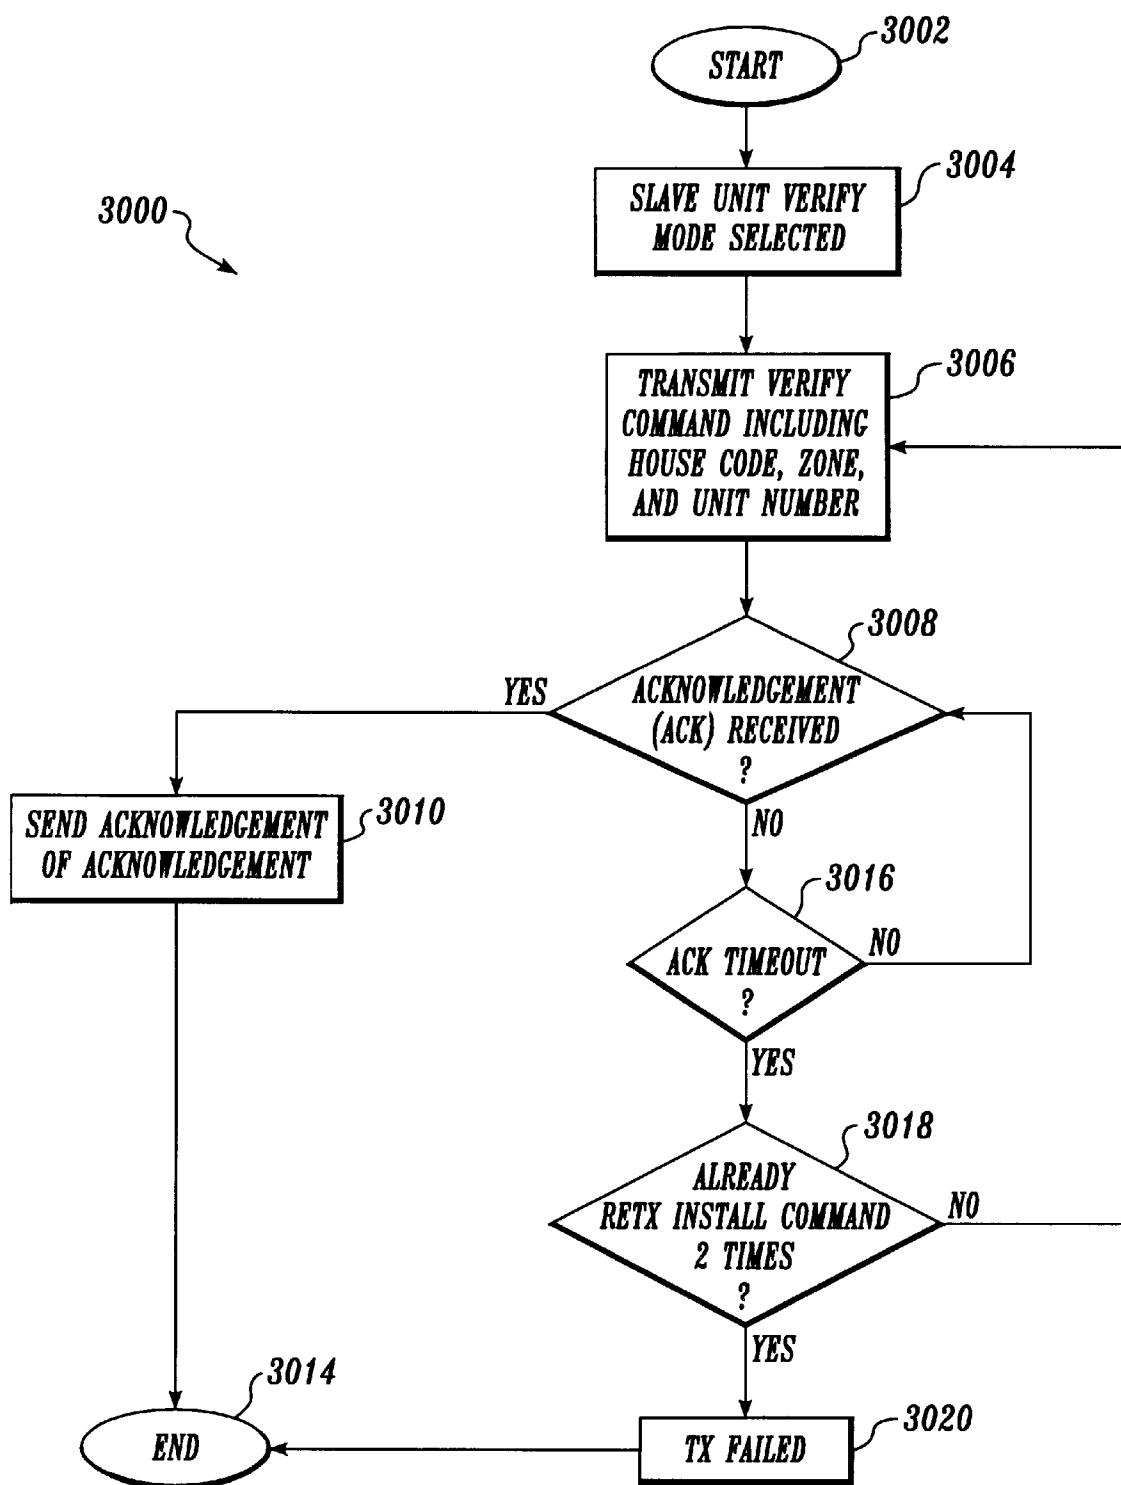 START
3002
SLAVE UNIT VERIFY
MODE SELECTED
3004
3000
TRANSMIT VERIFY
COMMAND INCLUDING
HOUSE CODE, ZONE,
AND UNIT NUMBER
3006
ACKNOWLEDGEMENT
(ACK) RECEIVED
?
3008
YES
NO
SEND ACKNOWLEDGEMENT
OF ACKNOWLEDGEMENT
3010
ACK TIMEOUT
?
3016
NO
YES
ALREADY
RETX INSTALL COMMAND
2 TIMES
?
3018
NO
YES
TX FAILED
3020
END
3014